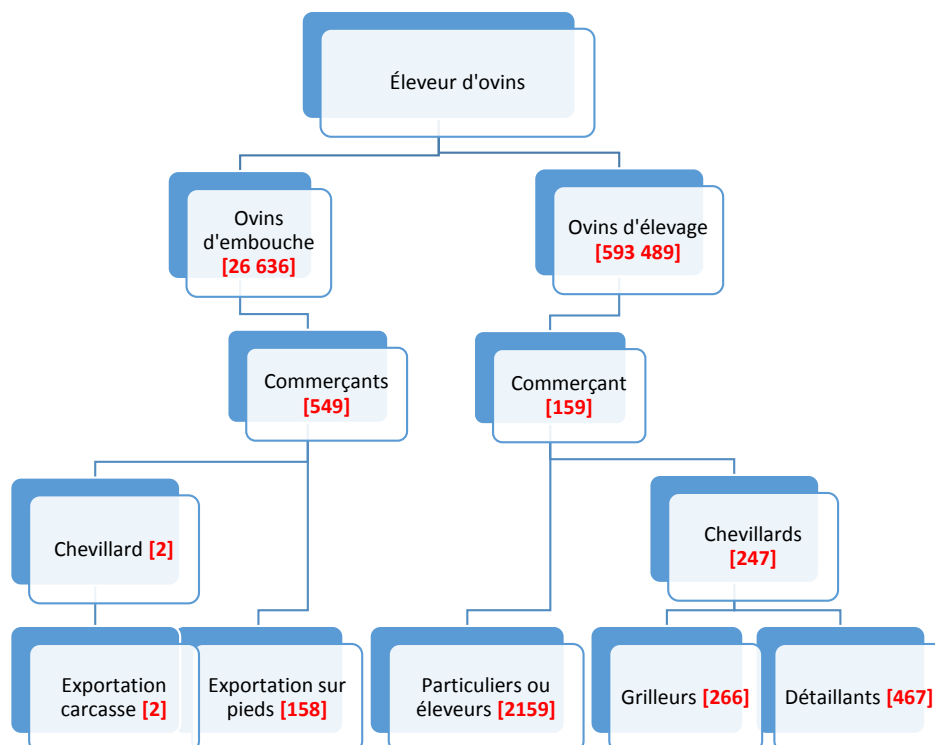 Éleveur d'ovins
Ovins
d'embouche
[26 636]
Ovins d'élevage
[593 489]
Commerçants
[549]
Commerçant
[159]
Chevillard [2]
Chevillards
[247]
Exportation
carcasse [2]
Exportation sur
pieds [158]
Particuliers ou
éleveurs [2159]
Grilleurs [266]
Détaillants [467]